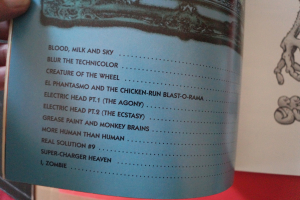 BLOOD, MILK AND SKY
BLUR THE TECHNICOLOR
CREATURE OF THE WHEEL
EL PHANTASMO AND THE CHICKEN-RUN BLAST-O-RAMA
ELECTRIC HEAD PT.1 (THE AGONY)
ELECTRIC HEAD PT.2 (THE ECSTASY)
GREASE PAINT AND MONKEY BRAINS
MORE HUMAN THAN HUMAN
REAL SOLUTION #9
SUPER-CHARGER HEAVEN
I, ZOMBIE